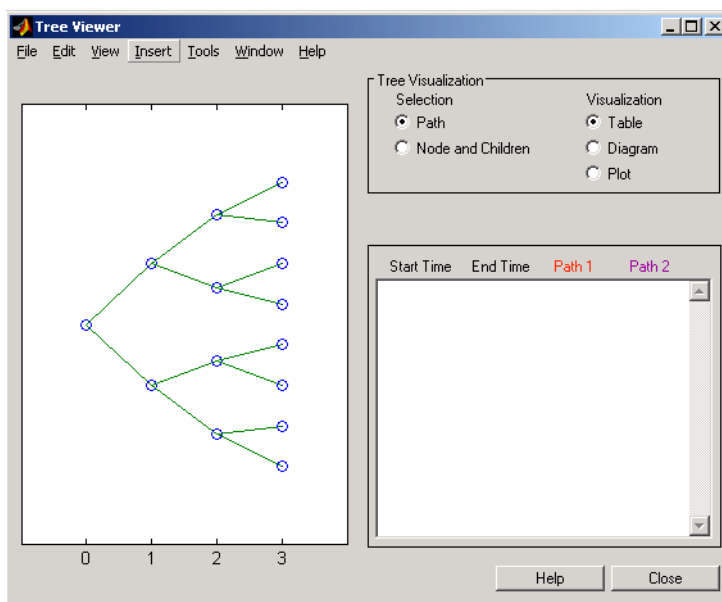 Tree Viewer
File Edit View Insert Tools Window Help
Tree Visualization
Selection Visualization
Path Table
Node and Children Diagram
Plot
Start Time End Time Path 1 Path 2
0 1 2 3
Help Close